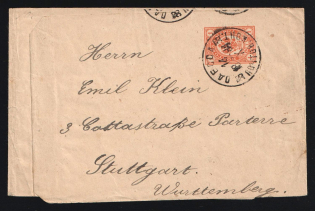 Herrn
Emil Klein
3 Cottastraße Parterre
Stuttgart.
Württemberg.